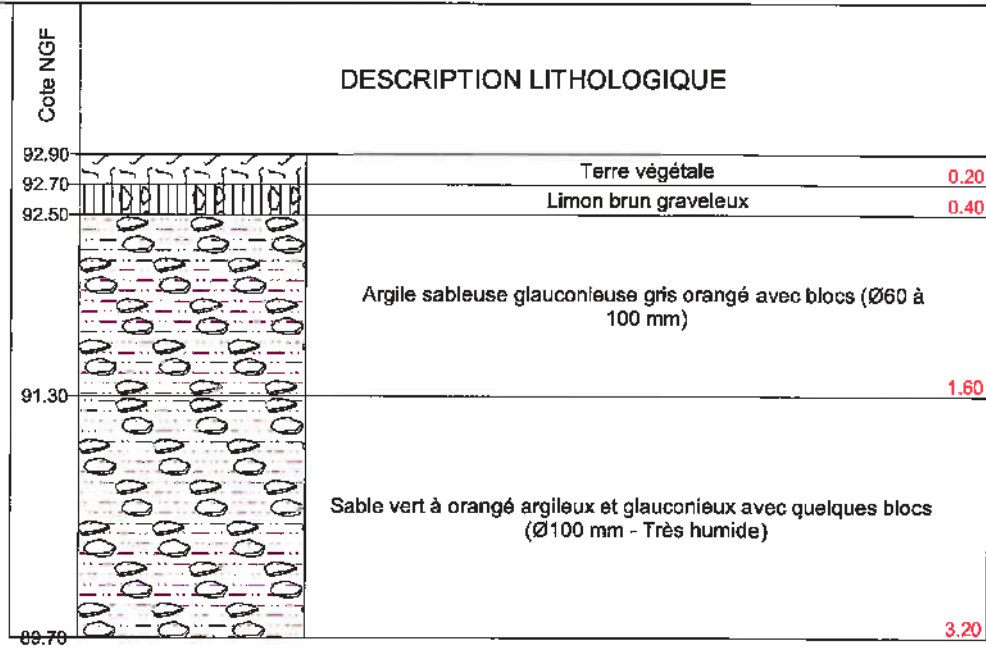 Cote NGF
DESCRIPTION LITHOLOGIQUE
92.90
Terre végétale
0.20
92.70
Limon brun graveleux
0.40
92.50
Argile sableuse glauconieuse gris orangé avec blocs (Ø60 à
100 mm)
91.30
1.60
Sable vert à orangé argileux et glauconieux avec quelques blocs
(Ø100 mm - Très humide)
89.70
3.20